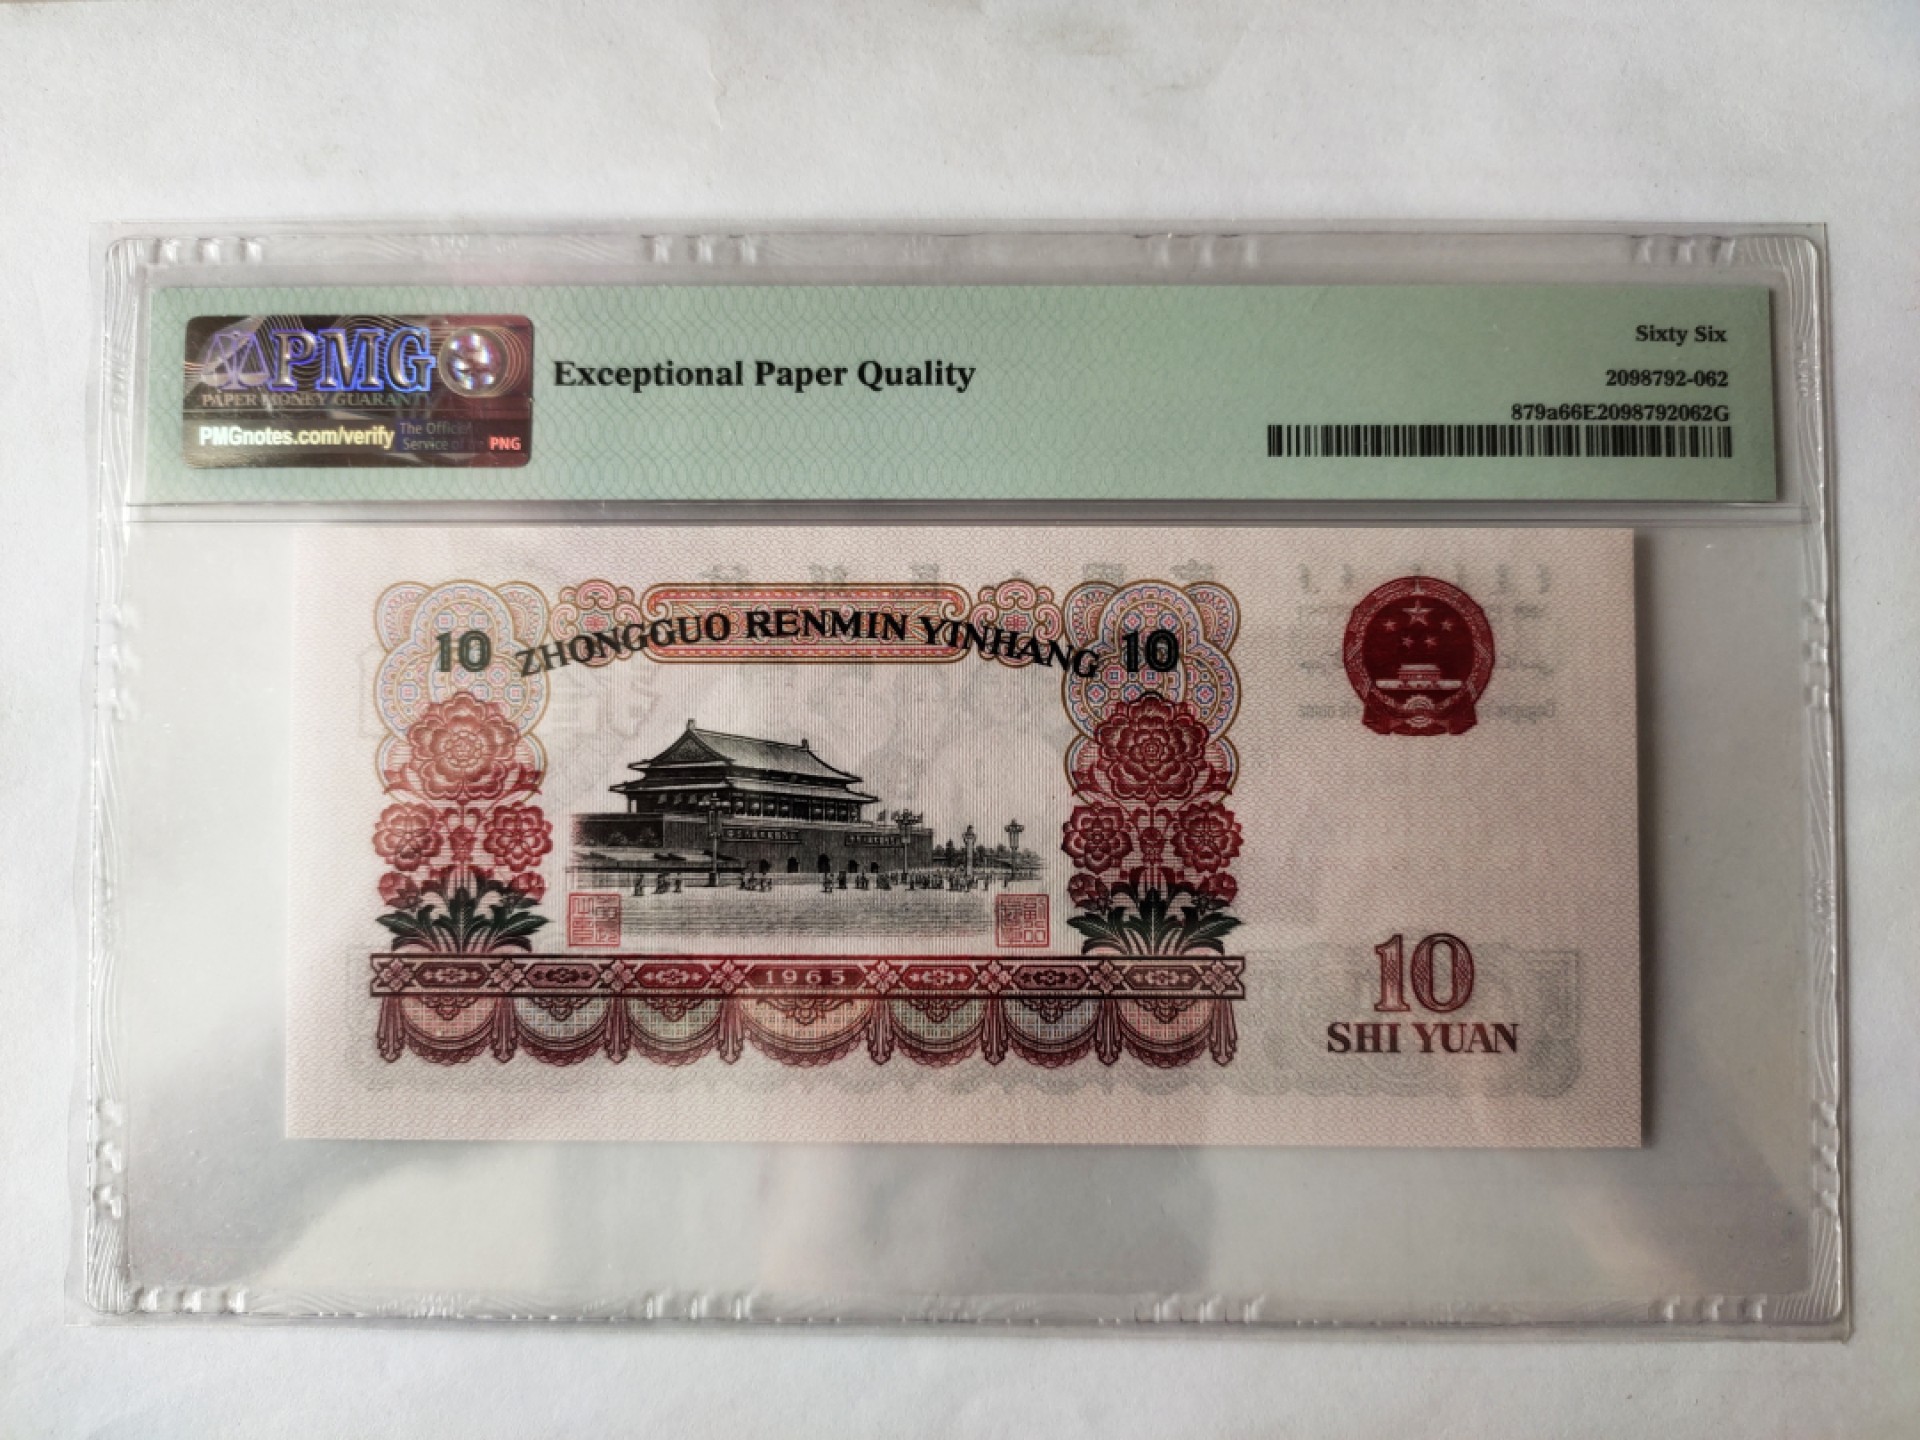 PMG
PAPER MONEY GUARANTY
PMGnotes.com/verify
The Official
Service of the PNG
Exceptional Paper Quality
Sixty Six
2098792-062
879a66E2098792062G
10 ZHONGGUO RENMIN YINHANG 10
1965
10
SHI YUAN